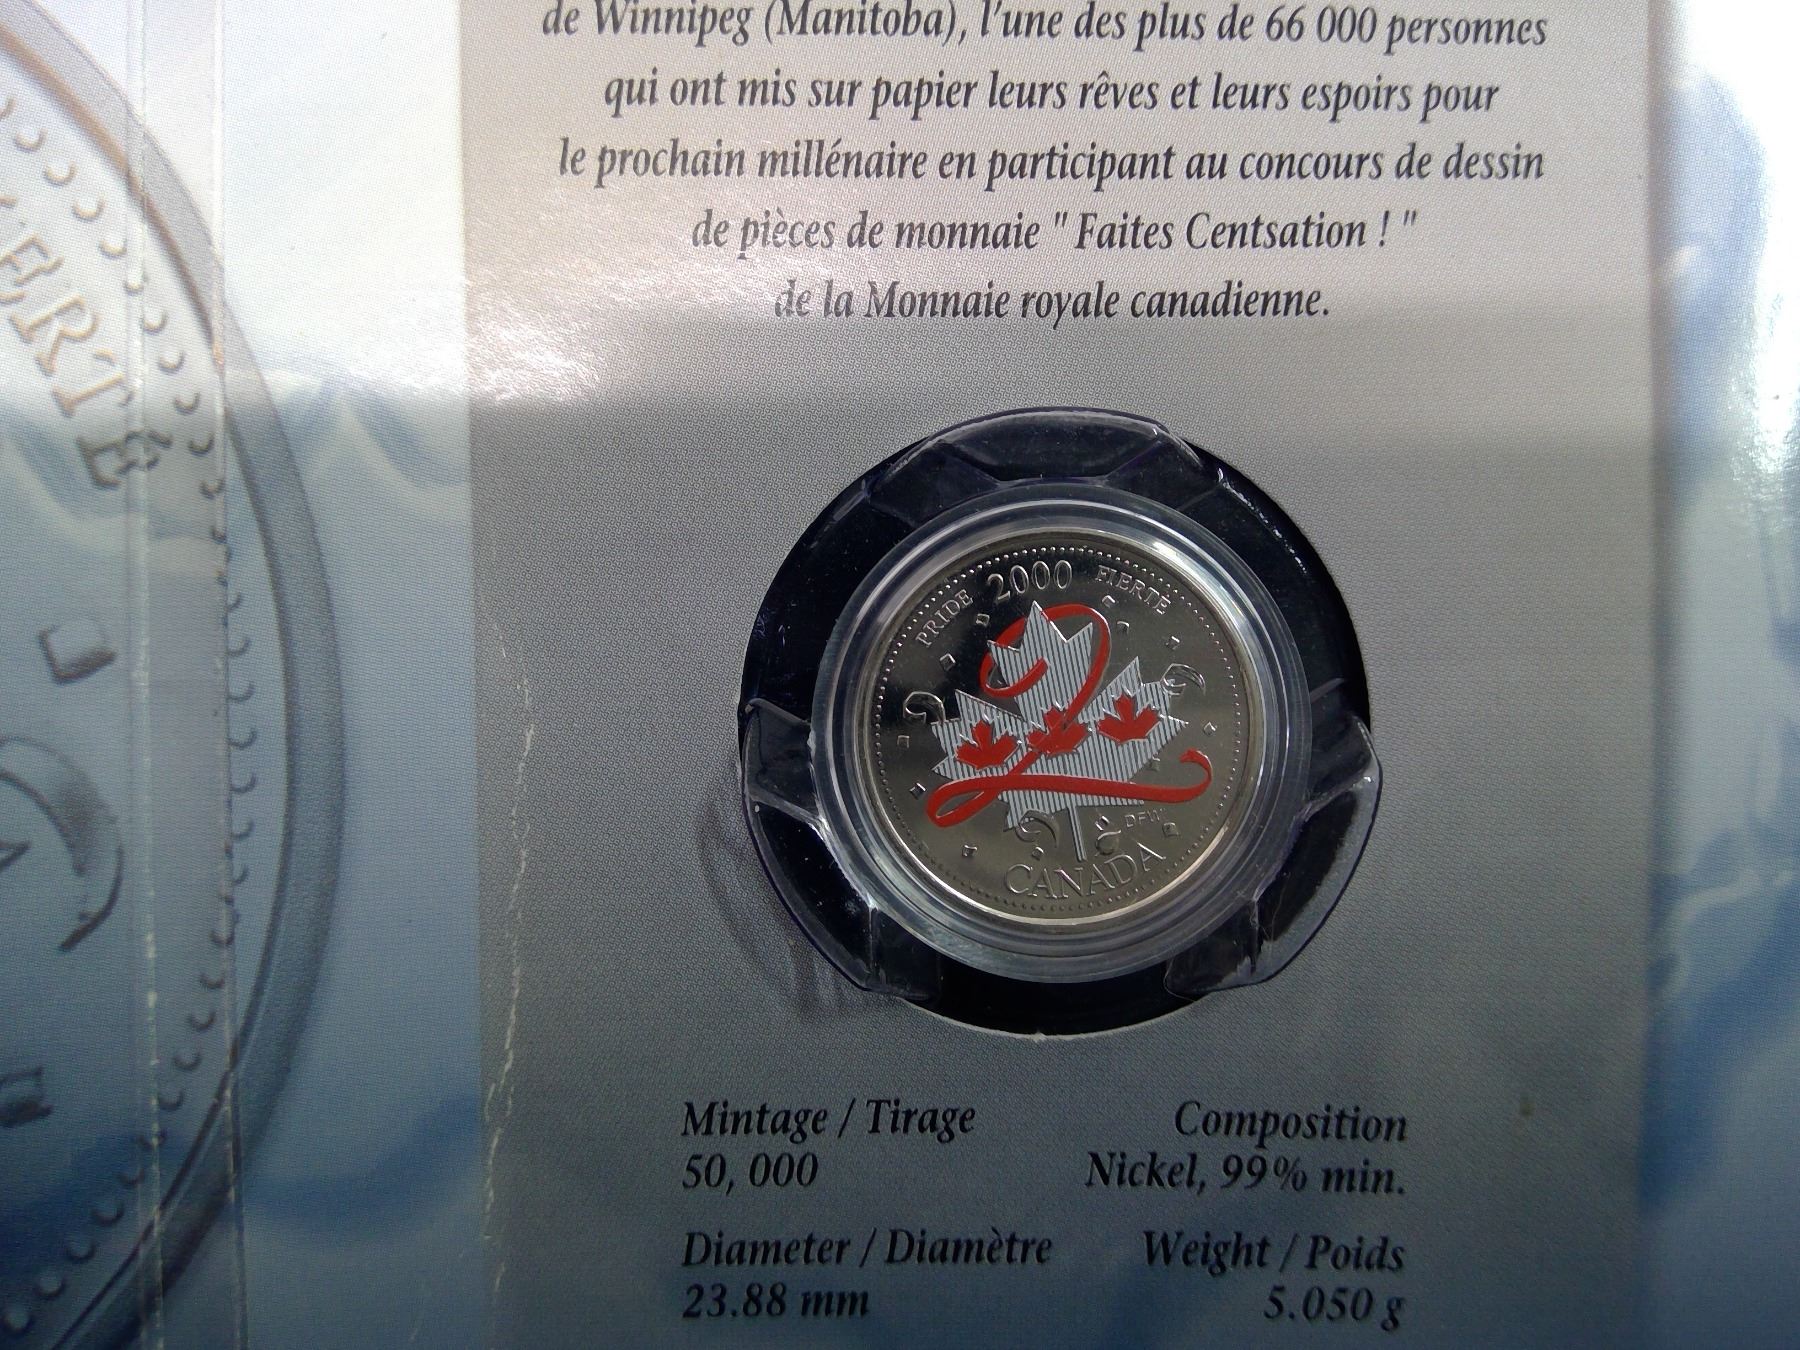 de Winnipeg (Manitoba), l'une des plus de 66 000 personnes
qui ont mis sur papier leurs rêves et leurs espoirs pour
le prochain millénaire en participant au concours de dessin
de pièces de monnaie " Faites Centsation ! "
de la Monnaie royale canadienne.
ERTÉ
PRIDE 2000 FIERTÉ
DFW
CANADA
Mintage / Tirage
50, 000
Composition
Nickel, 99% min.
Diameter / Diamètre
23.88 mm
Weight / Poids
5.050 g